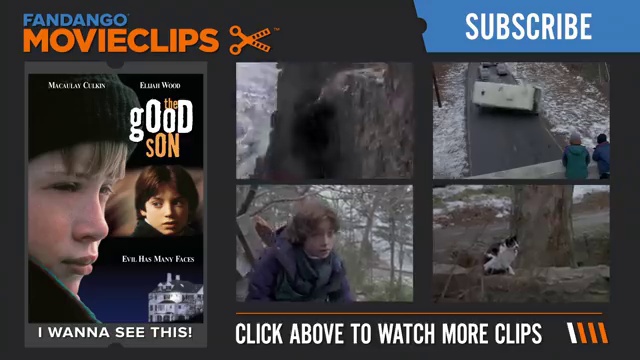 FANDANGO
MOVIECLIPS™
SUBSCRIBE
MACAULAY CULKIN ELIJAH WOOD
the
gOOD
sON
EVIL HAS MANY FACES
I WANNA SEE THIS!
CLICK ABOVE TO WATCH MORE CLIPS